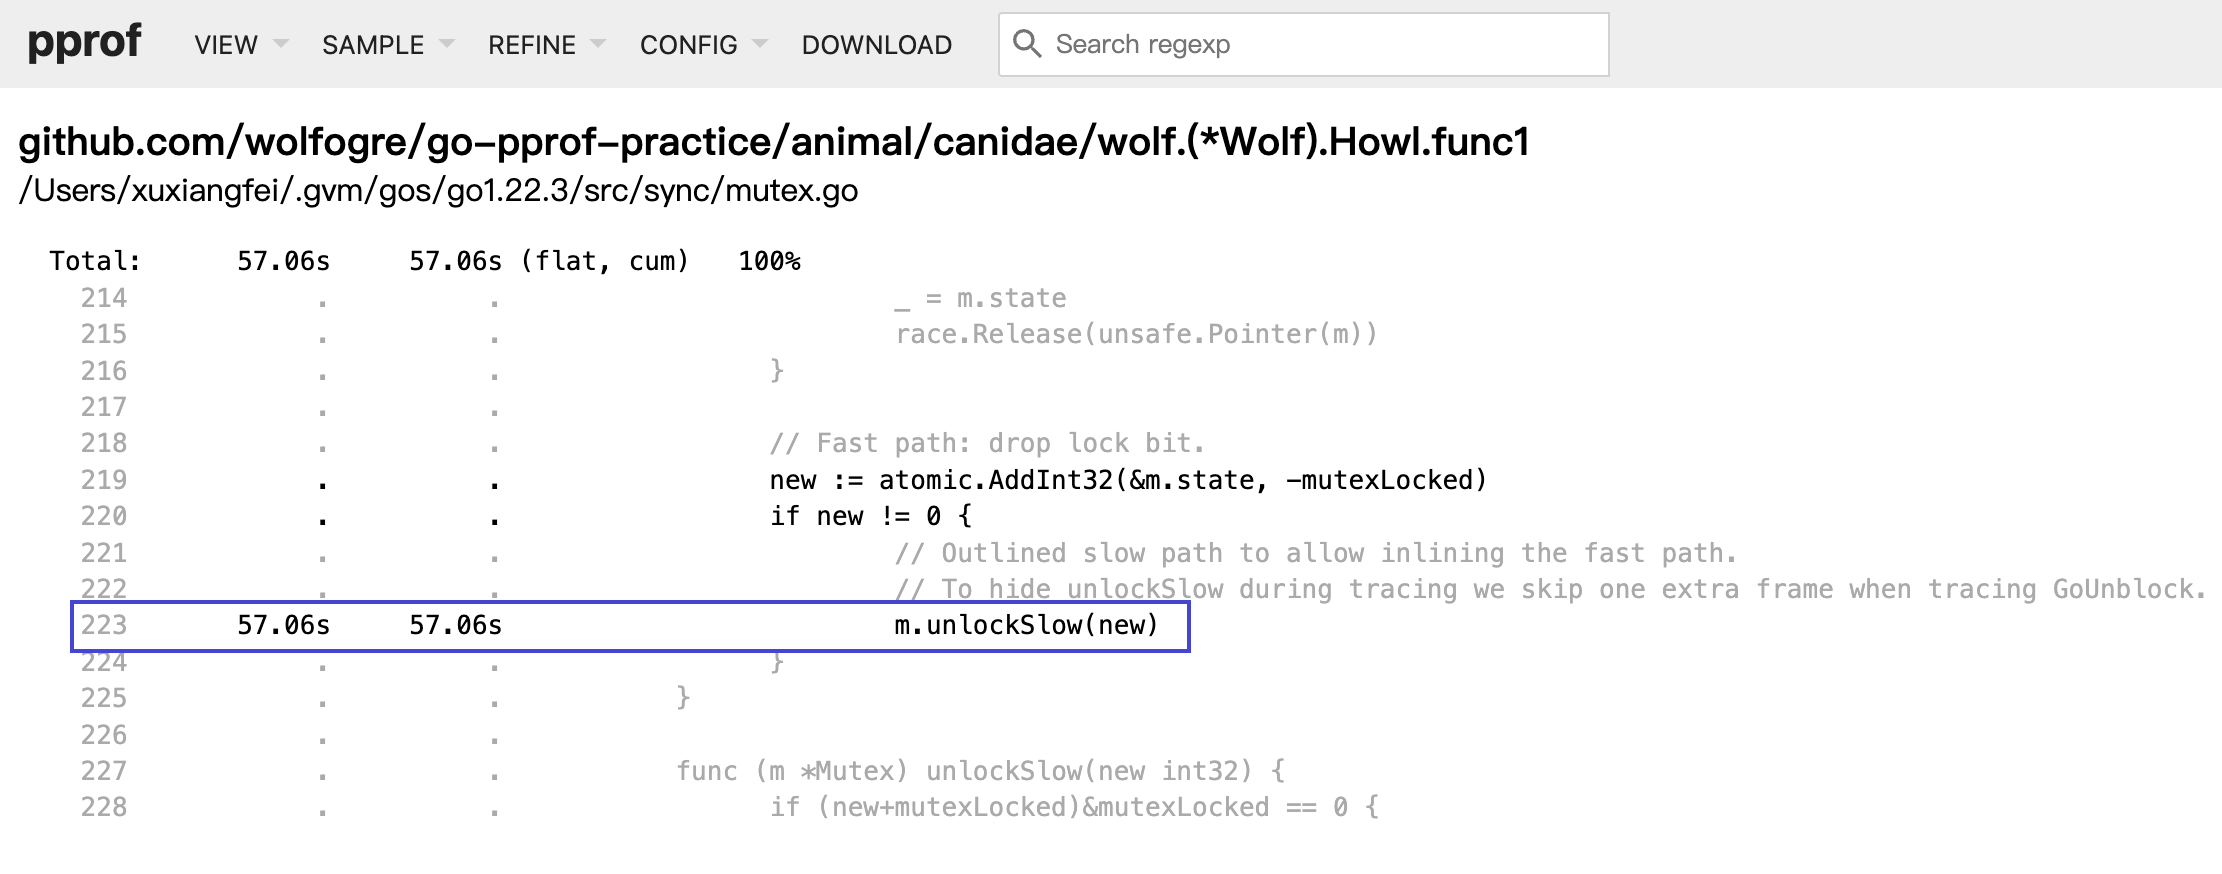 pprof VIEW SAMPLE REFINE CONFIG DOWNLOAD Search regexp
github.com/wolfogre/go-pprof-practice/animal/canidae/wolf.(*Wolf).Howl.func1
/Users/xuxiangfei/.gvm/gos/go1.22.3/src/sync/mutex.go
Total: 57.06s 57.06s (flat, cum) 100%
214 . . _ = m.state
215 . . race.Release(unsafe.Pointer(m))
216 . . }
217 . .
218 . . // Fast path: drop lock bit.
219 . . new := atomic.AddInt32(&m.state, -mutexLocked)
220 . . if new != 0 {
221 . . // Outlined slow path to allow inlining the fast path.
222 . . // To hide unlockSlow during tracing we skip one extra frame when tracing GoUnblock.
223 57.06s 57.06s m.unlockSlow(new)
224 . . }
225 . . }
226 . .
227 . . func (m *Mutex) unlockSlow(new int32) {
228 . . if (new+mutexLocked)&mutexLocked == 0 {